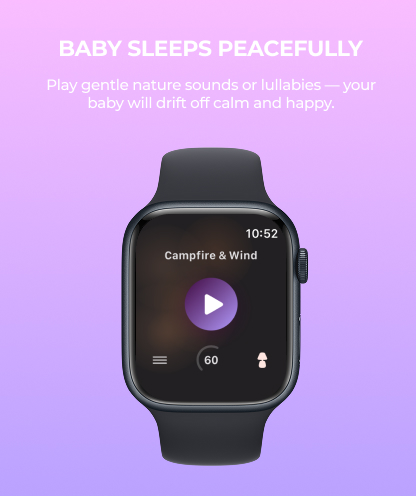 BABY SLEEPS PEACEFULLY
Play gentle nature sounds or lullabies — your
baby will drift off calm and happy.
10:52
Campfire & Wind
60